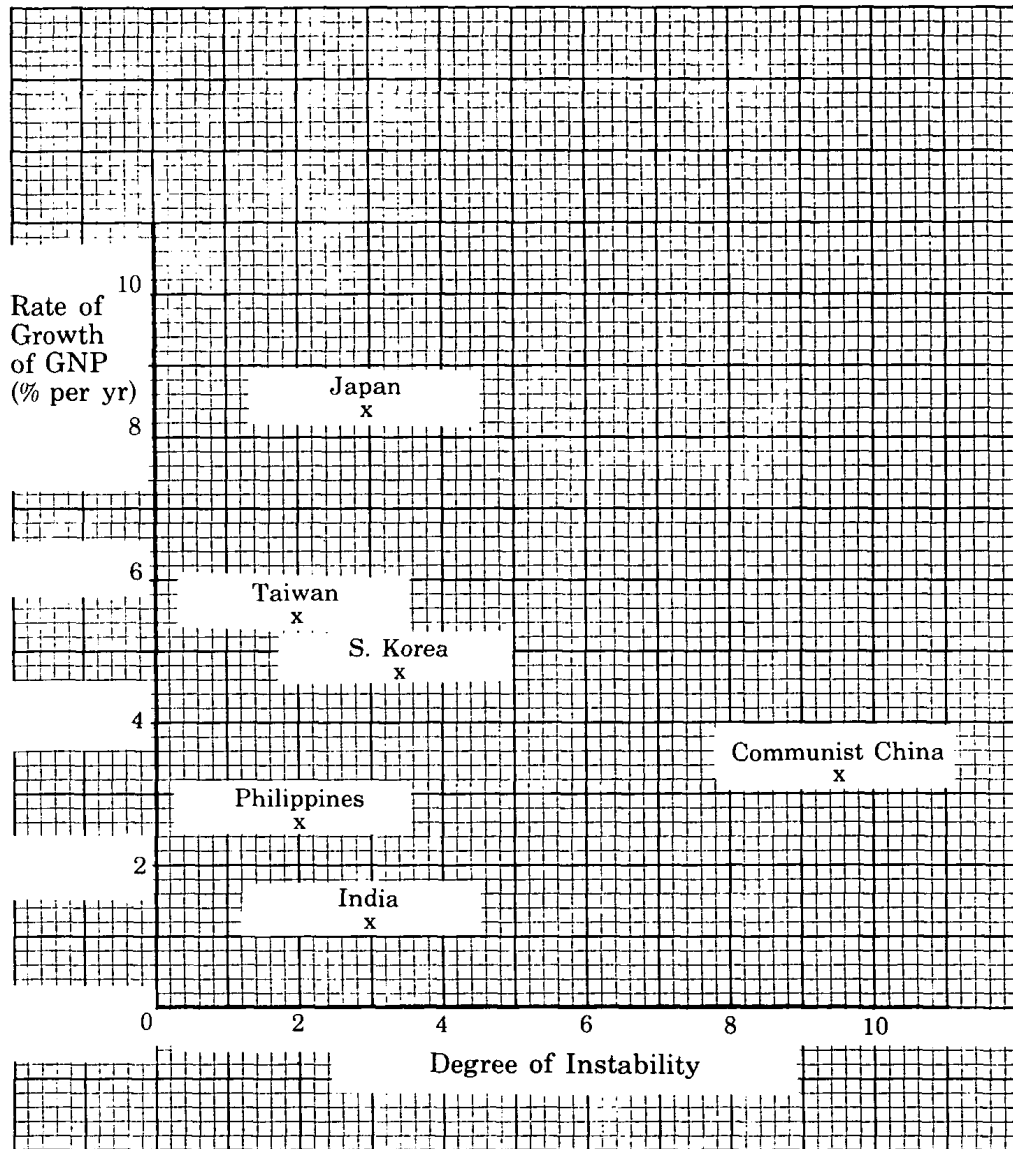 10
Rate of
Growth
of GNP
(% per yr)
Japan
x
8
6
Taiwan
x
S. Korea
x
4
Communist China
x
Philippines
x
2
India
x
0 2 4 6 8 10
Degree of Instability